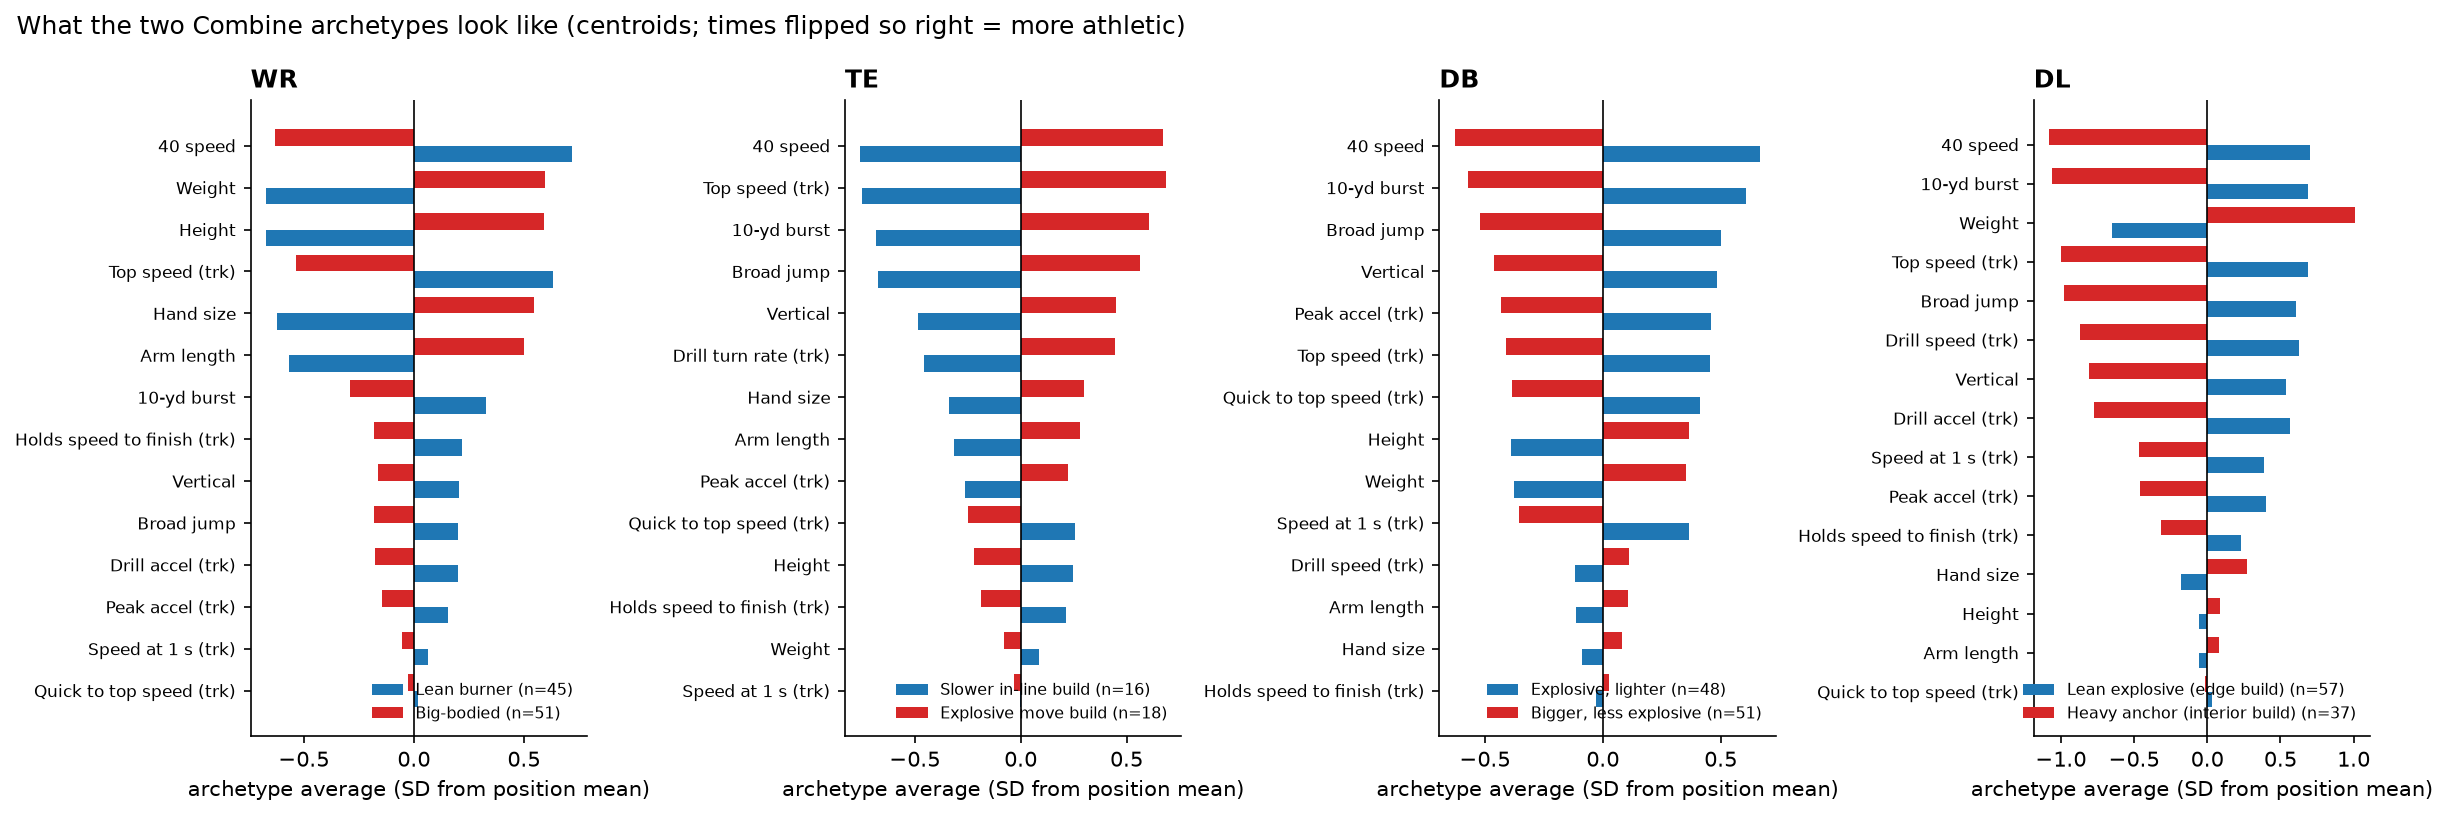 What the two Combine archetypes look like (centroids; times flipped so right = more athletic)
WR
40 speed
Weight
Height
Top speed (trk)
Hand size
Arm length
10-yd burst
Holds speed to finish (trk)
Vertical
Broad jump
Drill accel (trk)
Peak accel (trk)
Speed at 1 s (trk)
Quick to top speed (trk)
Lean burner (n=45)
Big-bodied (n=51)
−0.5 0.0 0.5
archetype average (SD from position mean)
TE
40 speed
Top speed (trk)
10-yd burst
Broad jump
Vertical
Drill turn rate (trk)
Hand size
Arm length
Peak accel (trk)
Quick to top speed (trk)
Height
Holds speed to finish (trk)
Weight
Speed at 1 s (trk)
Slower in-line build (n=16)
Explosive move build (n=18)
−0.5 0.0 0.5
archetype average (SD from position mean)
DB
40 speed
10-yd burst
Broad jump
Vertical
Peak accel (trk)
Top speed (trk)
Quick to top speed (trk)
Height
Weight
Speed at 1 s (trk)
Drill speed (trk)
Arm length
Hand size
Holds speed to finish (trk)
Explosive, lighter (n=48)
Bigger, less explosive (n=51)
−0.5 0.0 0.5
archetype average (SD from position mean)
DL
40 speed
10-yd burst
Weight
Top speed (trk)
Broad jump
Drill speed (trk)
Vertical
Drill accel (trk)
Speed at 1 s (trk)
Peak accel (trk)
Holds speed to finish (trk)
Hand size
Height
Arm length
Quick to top speed (trk)
Lean explosive (edge build) (n=57)
Heavy anchor (interior build) (n=37)
−1.0 −0.5 0.0 0.5 1.0
archetype average (SD from position mean)